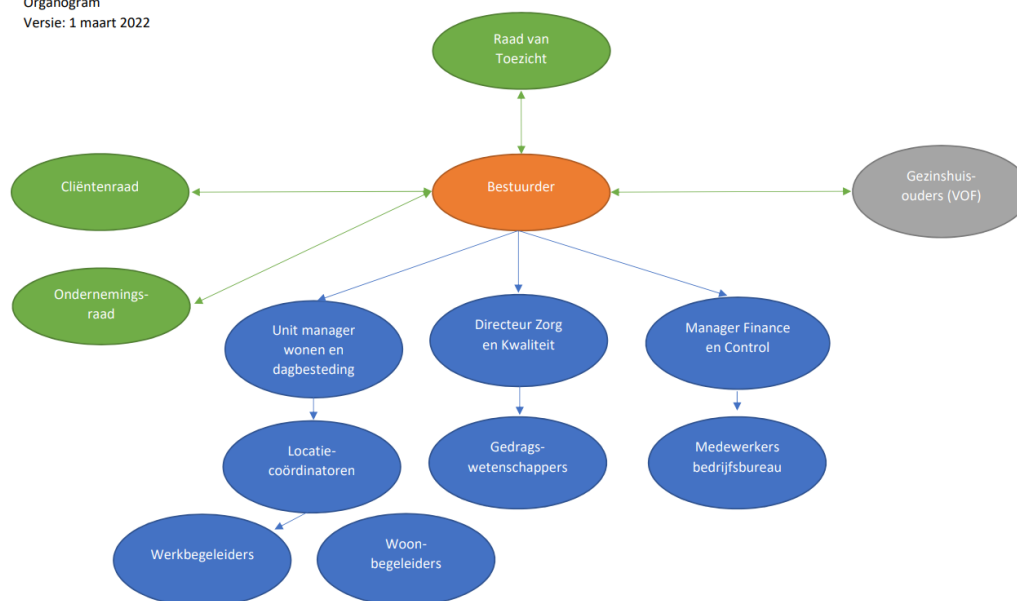 Organogram
Versie: 1 maart 2022
Raad van
Toezicht
Cliëntenraad
Bestuurder
Gezinshuis-
ouders (VOF)
Ondernemings-
raad
Unit manager
wonen en
dagbesteding
Directeur Zorg
en Kwaliteit
Manager Finance
en Control
Locatie-
coördinatoren
Gedrags-
wetenschappers
Medewerkers
bedrijfsbureau
Werkbegeleiders
Woon-
begeleiders